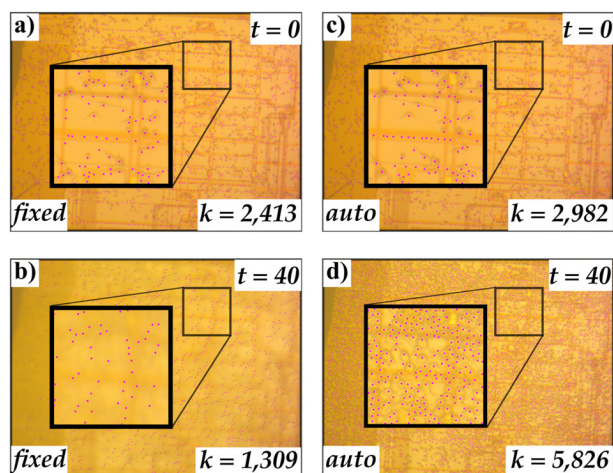 a) t = 0
fixed k = 2,413
c) t = 0
auto k = 2,982
b) t = 40
fixed k = 1,309
d) t = 40
auto k = 5,826